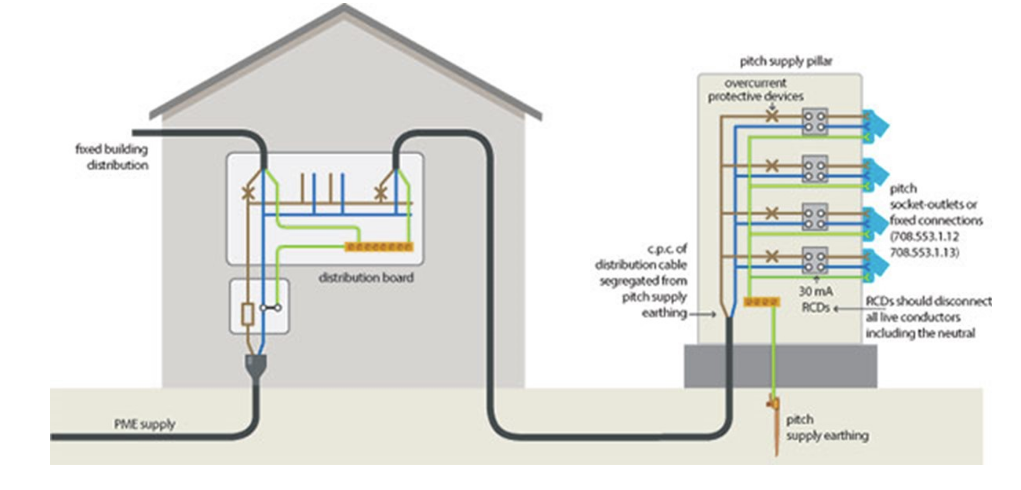 pitch supply pillar
overcurrent
protective devices
fixed building
distribution
distribution board
c.p.c. of
distribution cable
segregated from
pitch supply
earthing
pitch
socket-outlets or
fixed connections
(708.553.1.12
708.553.1.13)
30 mA
RCDs
RCDs should disconnect
all live conductors
including the neutral
PME supply
pitch
supply earthing